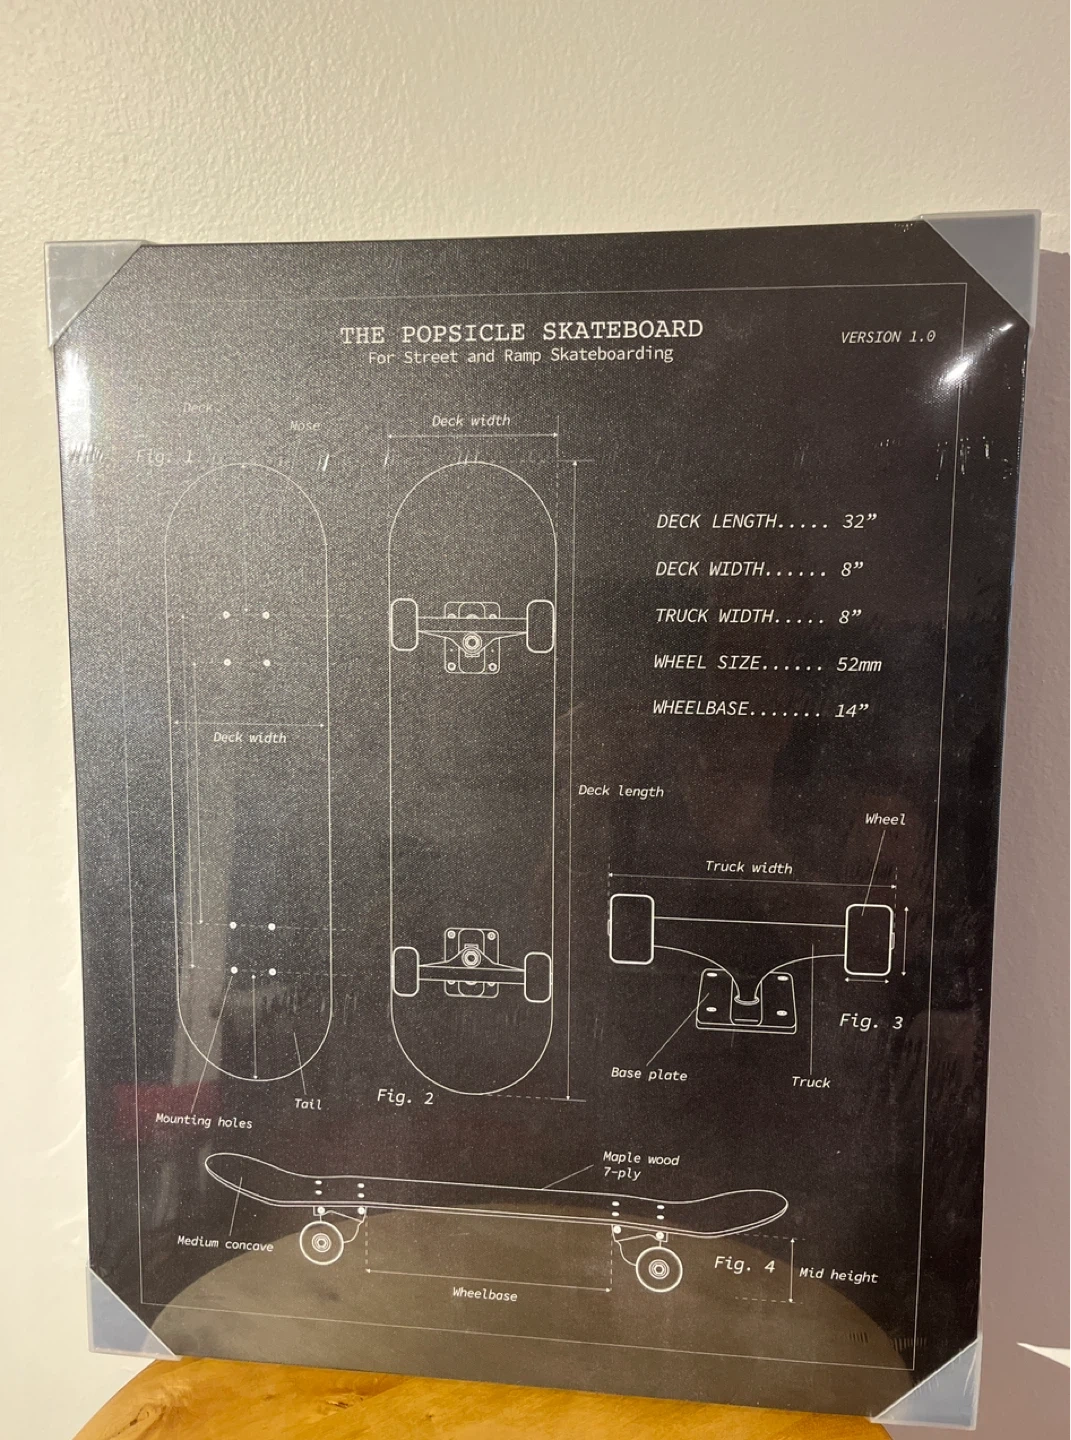 THE POPSICLE SKATEBOARD
For Street and Ramp Skateboarding
VERSION 1.0
Deck
Nose
Fig. 1
Deck width
DECK LENGTH..... 32”
DECK WIDTH...... 8”
TRUCK WIDTH..... 8”
WHEEL SIZE...... 52mm
WHEELBASE....... 14”
Deck width
Deck length
Wheel
Truck width
Fig. 3
Base plate
Truck
Fig. 2
Tail
Mounting holes
Maple wood
7-ply
Medium concave
Fig. 4
Mid height
Wheelbase